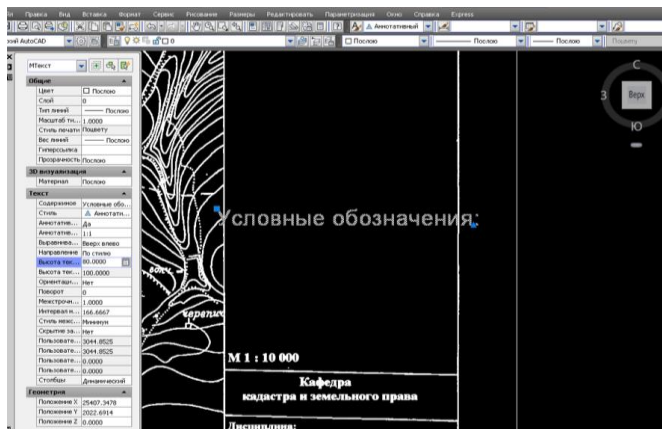 Правка Вид Вставка Формат Сервис Рисование Размеры Редактировать Параметризация Окно Справка Express
Аннотативный
AutoCAD
0
Послою
Послою
Послою
Поцвету
МТекст
Общие
Цвет Послою
Слой 0
Тип линий Послою
Масштаб ти... 1.0000
Стиль печати Поцвету
Вес линий Послою
Гиперссылка
Прозрачность Послою
3D визуализация
Материал Послою
Текст
Содержимое Условные обо...
Стиль Аннотати...
Аннотатив... Да
Аннотатив... 1:1
Выравнива... Вверх влево
Направление По стилю
Высота тек... 80.0000
Высота тек... 100.0000
Ориентаци... Нет
Поворот 0
Межстрочн... 1.0000
Интервал м... 166.6667
Стиль межс... Минимум
Скрытие за... Нет
Пользовате... 3044.8525
Пользовате... 3044.8525
Пользовате... 0.0000
Пользовате... 0.0000
Столбцы Динамический
Геометрия
Положение X 25407.3478
Положение Y 2022.6914
Положение Z 0.0000
Условные обозначения:
М 1 : 10 000
Кафедра
кадастра и земельного права
Дисциплина:
С
З
Верх
Ю